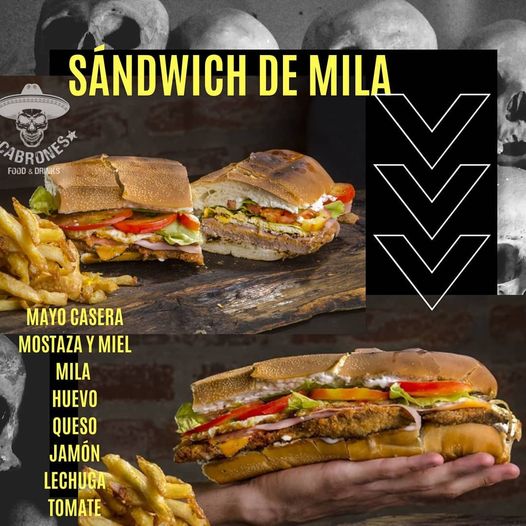 SÁNDWICH DE MILA
CABRONES
FOOD & DRINKS
MAYO CASERA
MOSTAZA Y MIEL
MILA
HUEVO
QUESO
JAMÓN
LECHUGA
TOMATE